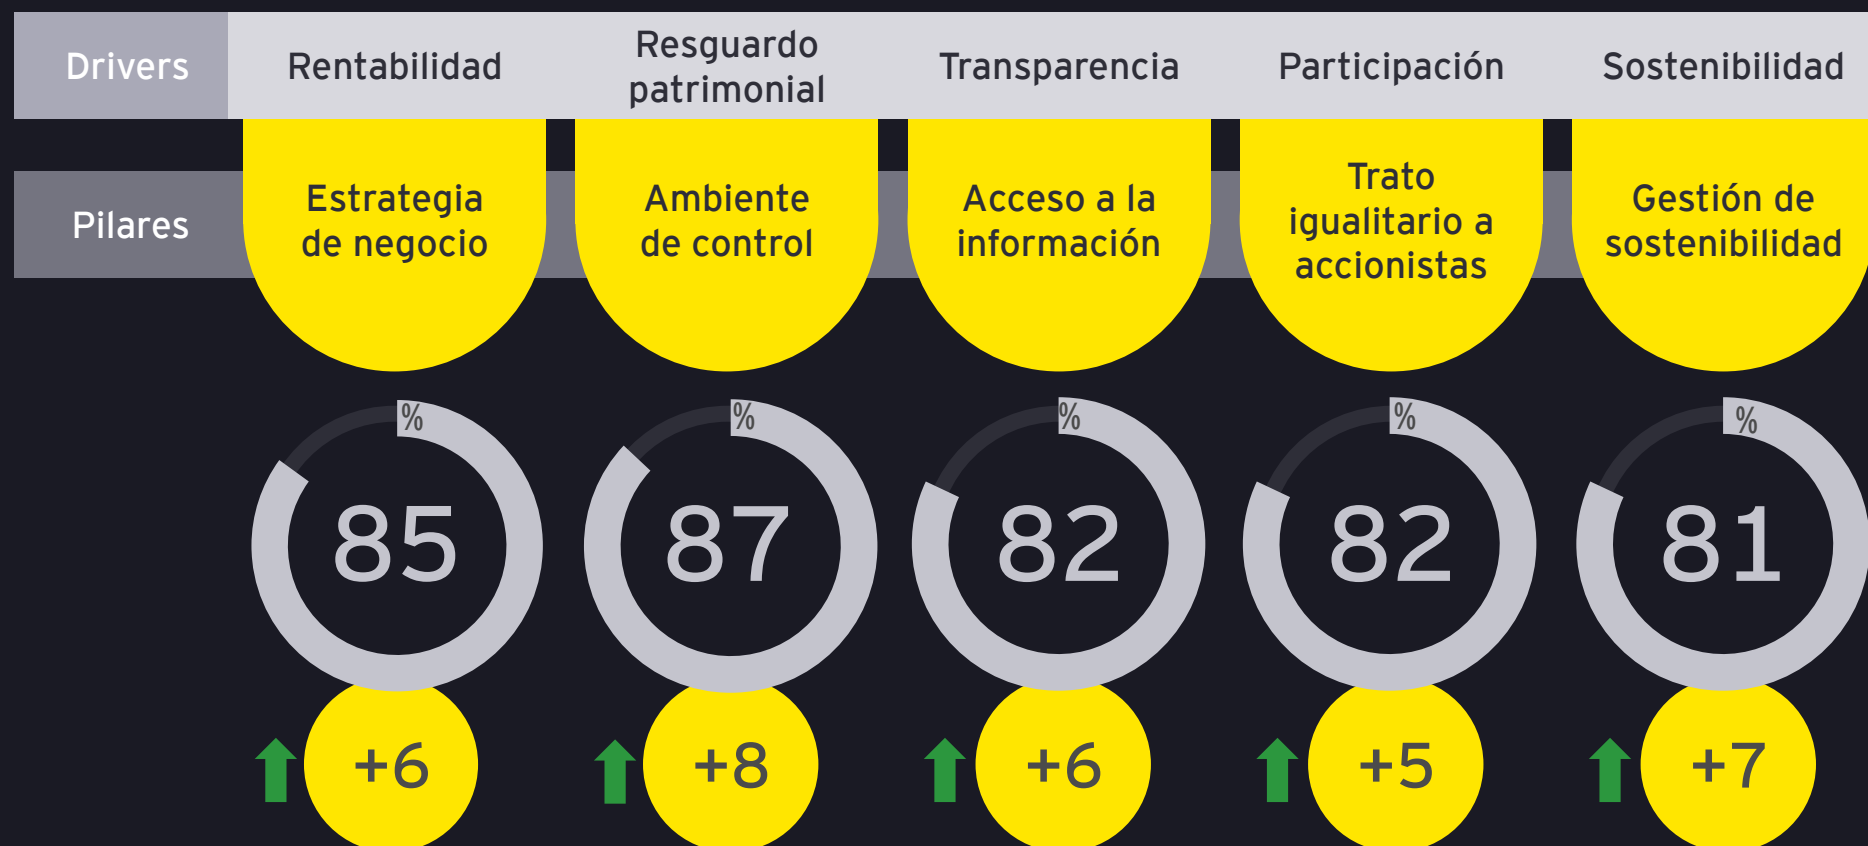 Drivers
Rentabilidad
Resguardo
patrimonial
Transparencia
Participación
Sostenibilidad
Pilares
Estrategia
de negocio
Ambiente
de control
Acceso a la
información
Trato
igualitario a
accionistas
Gestión de
sostenibilidad
%
85
%
87
%
82
%
82
%
81
+6
+8
+6
+5
+7